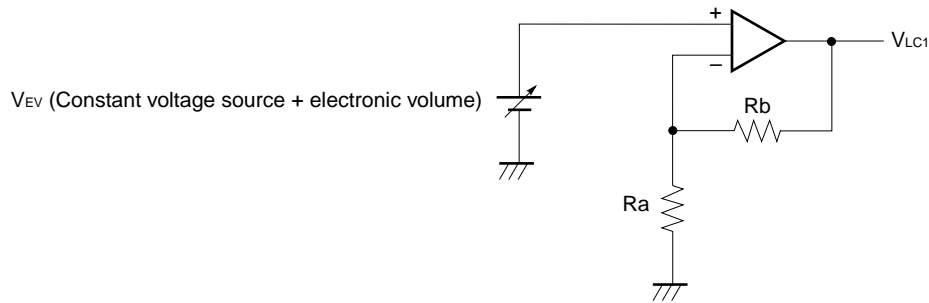 +
−
VLC1
VEV (Constant voltage source + electronic volume)
Rb
Ra